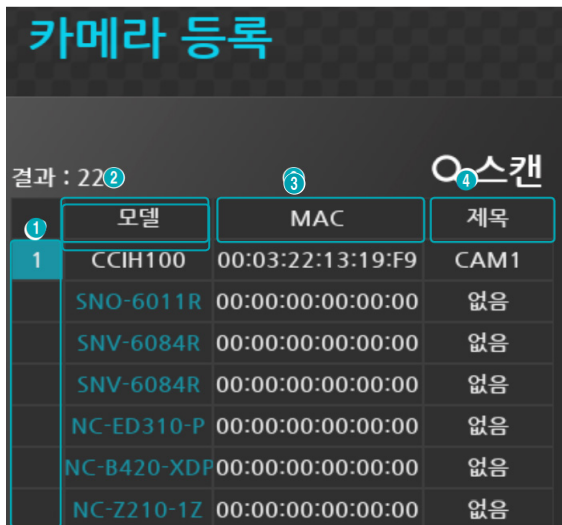 카메라 등록
결과 : 22 2 3 4 스캔
1 모델 MAC 제목
1 CCIH100 00:03:22:13:19:F9 CAM1
SNO-6011R 00:00:00:00:00:00 없음
SNV-6084R 00:00:00:00:00:00 없음
SNV-6084R 00:00:00:00:00:00 없음
NC-ED310-P 00:00:00:00:00:00 없음
NC-B420-XDP 00:00:00:00:00:00 없음
NC-Z210-1Z 00:00:00:00:00:00 없음